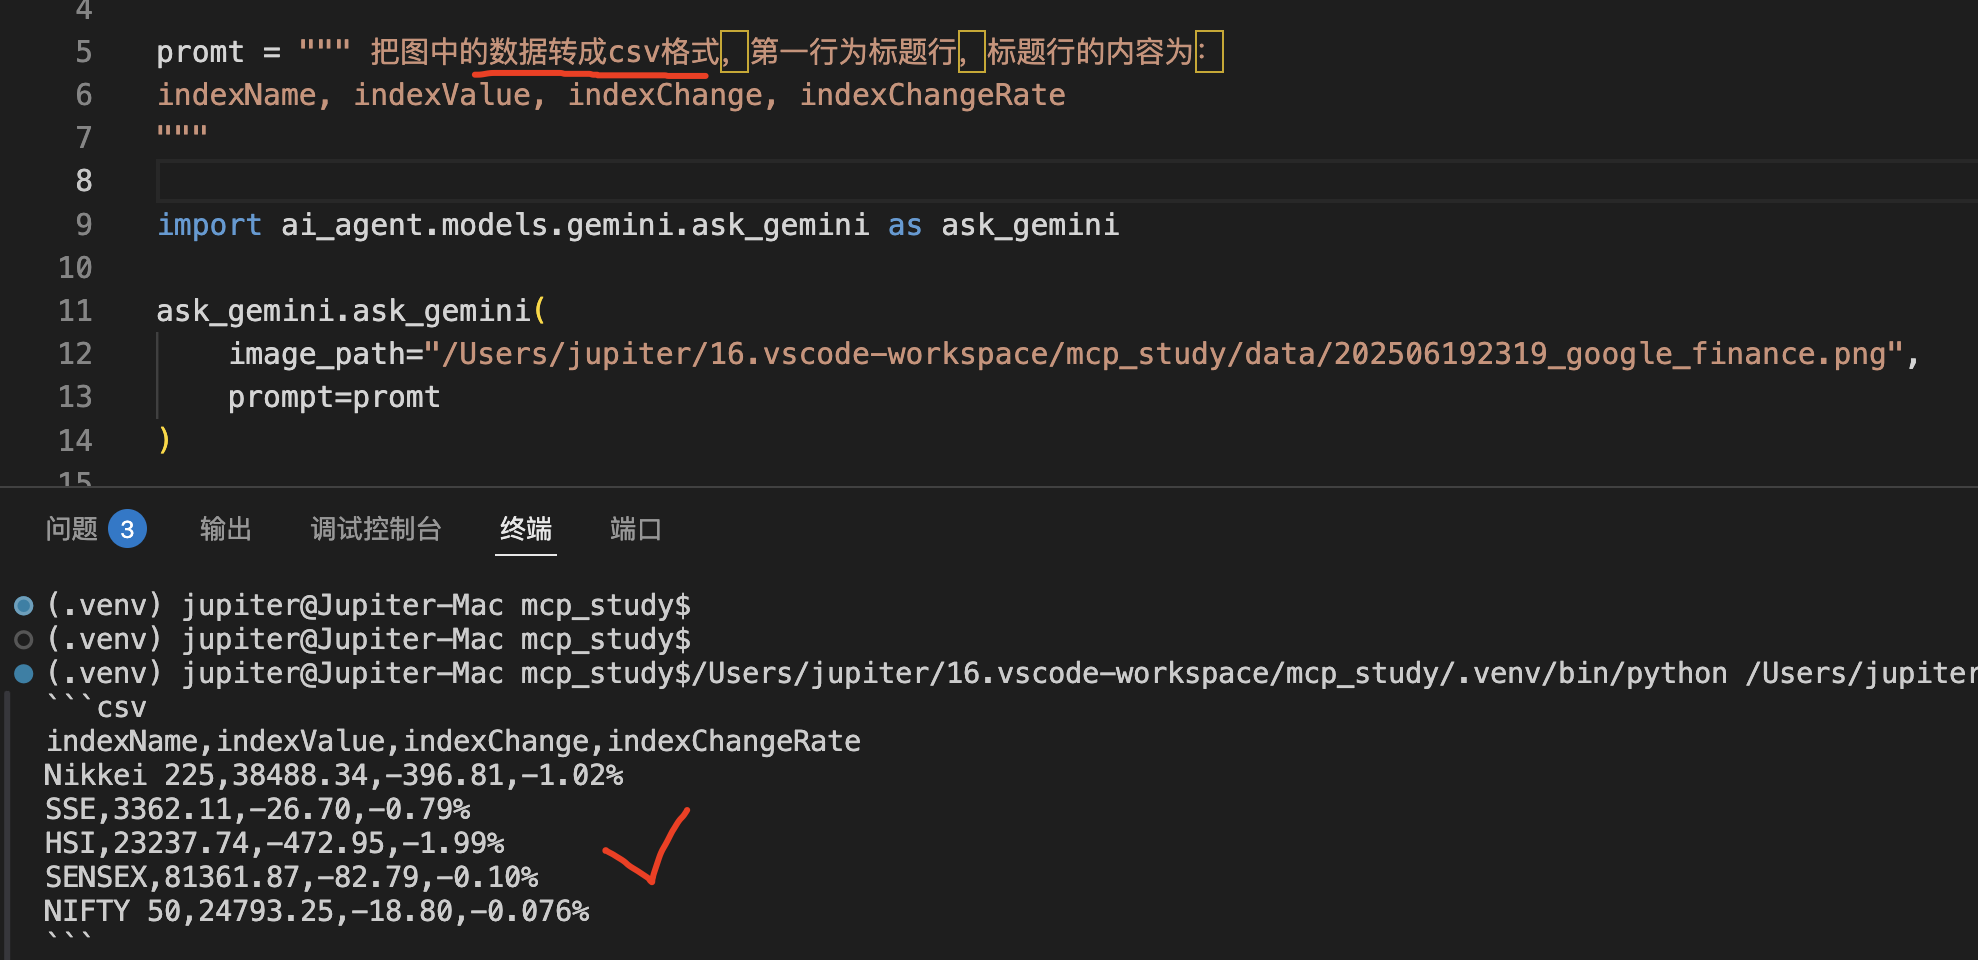 4
5 promt = """ 把图中的数据转成csv格式，第一行为标题行，标题行的内容为：
6 indexName, indexValue, indexChange, indexChangeRate
7 """
8
9 import ai_agent.models.gemini.ask_gemini as ask_gemini
10
11 ask_gemini.ask_gemini(
12 image_path="/Users/jupiter/16.vscode-workspace/mcp_study/data/202506192319_google_finance.png",
13 prompt=promt
14 )
15
问题 3 输出 调试控制台 终端 端口
(.venv) jupiter@Jupiter-Mac mcp_study$
(.venv) jupiter@Jupiter-Mac mcp_study$
(.venv) jupiter@Jupiter-Mac mcp_study$/Users/jupiter/16.vscode-workspace/mcp_study/.venv/bin/python /Users/jupiter
```csv
indexName,indexValue,indexChange,indexChangeRate
Nikkei 225,38488.34,-396.81,-1.02%
SSE,3362.11,-26.70,-0.79%
HSI,23237.74,-472.95,-1.99%
SENSEX,81361.87,-82.79,-0.10%
NIFTY 50,24793.25,-18.80,-0.076%
```